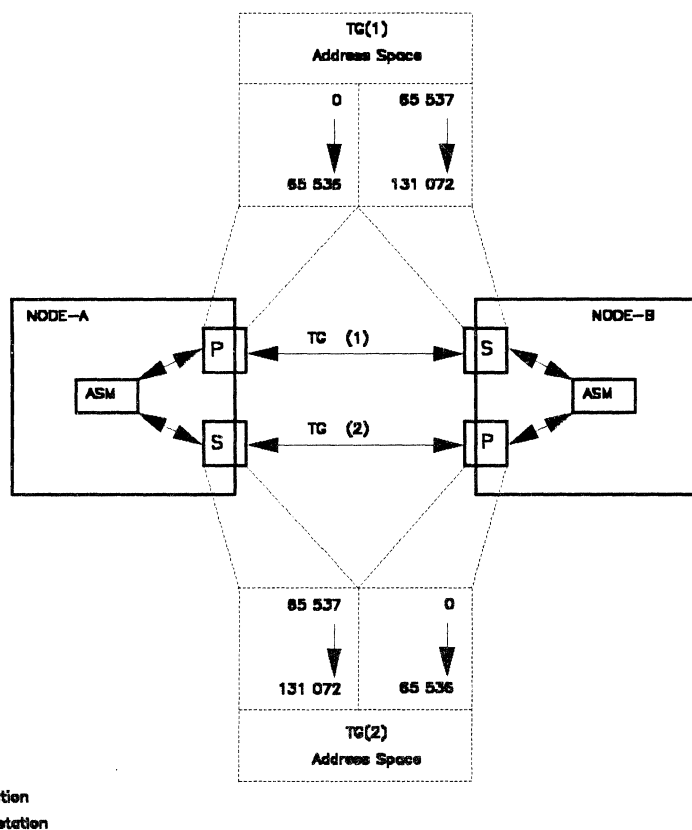 TG(1)
Address Space
0 65 537
65 536 131 072
NODE-A NODE-B
P TG (1) S
ASM ASM
S TG (2) P
65 537 0
131 072 65 536
TG(2)
Address Space
tion
station